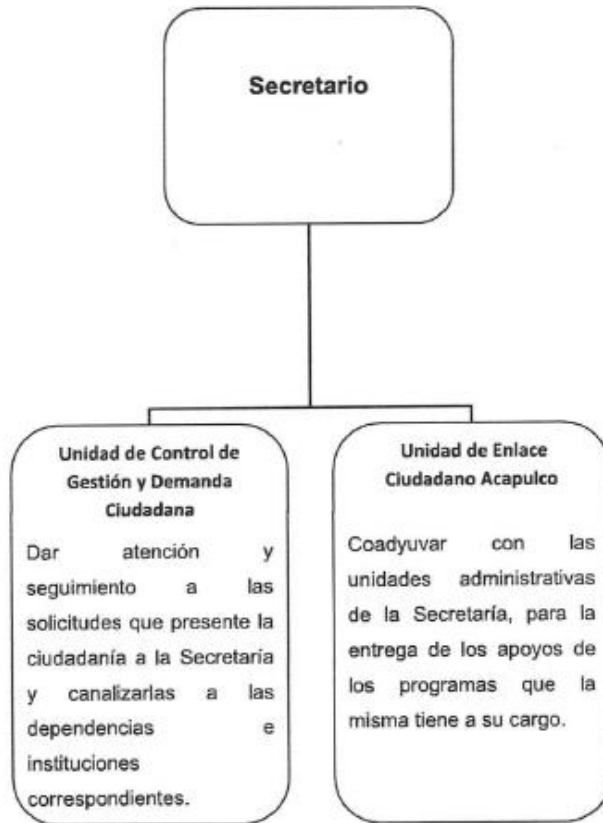 Secretario
Unidad de Control de
Gestión y Demanda
Ciudadana
Dar atención y
seguimiento a las
solicitudes que presente la
ciudadanía a la Secretaría
y canalizarlas a las
dependencias e
instituciones
correspondientes.
Unidad de Enlace
Ciudadano Acapulco
Coadyuvar con las
unidades administrativas
de la Secretaría, para la
entrega de los apoyos de
los programas que la
misma tiene a su cargo.